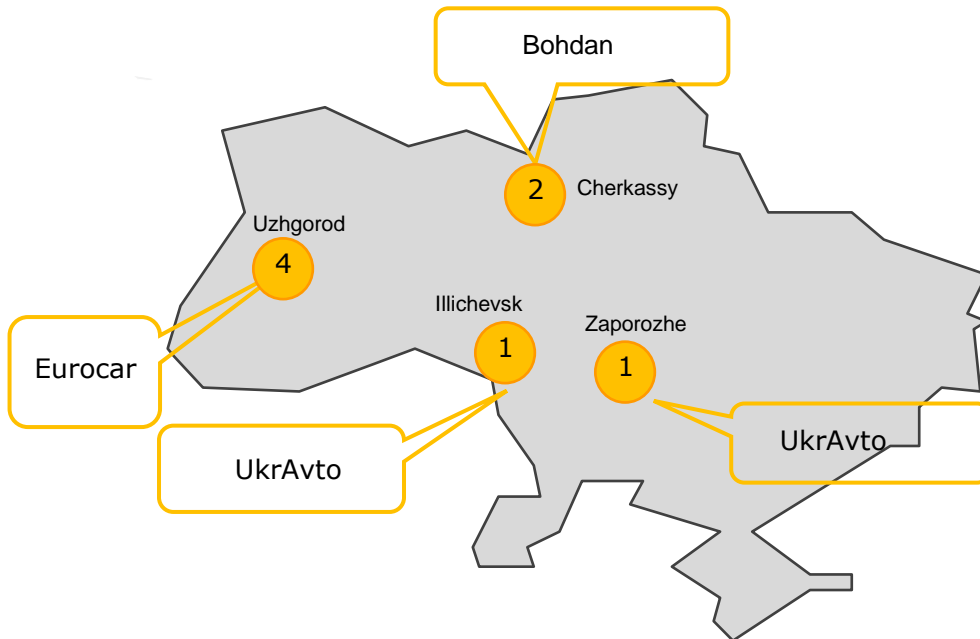 Bohdan
2
Cherkassy
Uzhgorod
4
Illichevsk
1
Zaporozhe
1
Eurocar
UkrAvto
UkrAvto